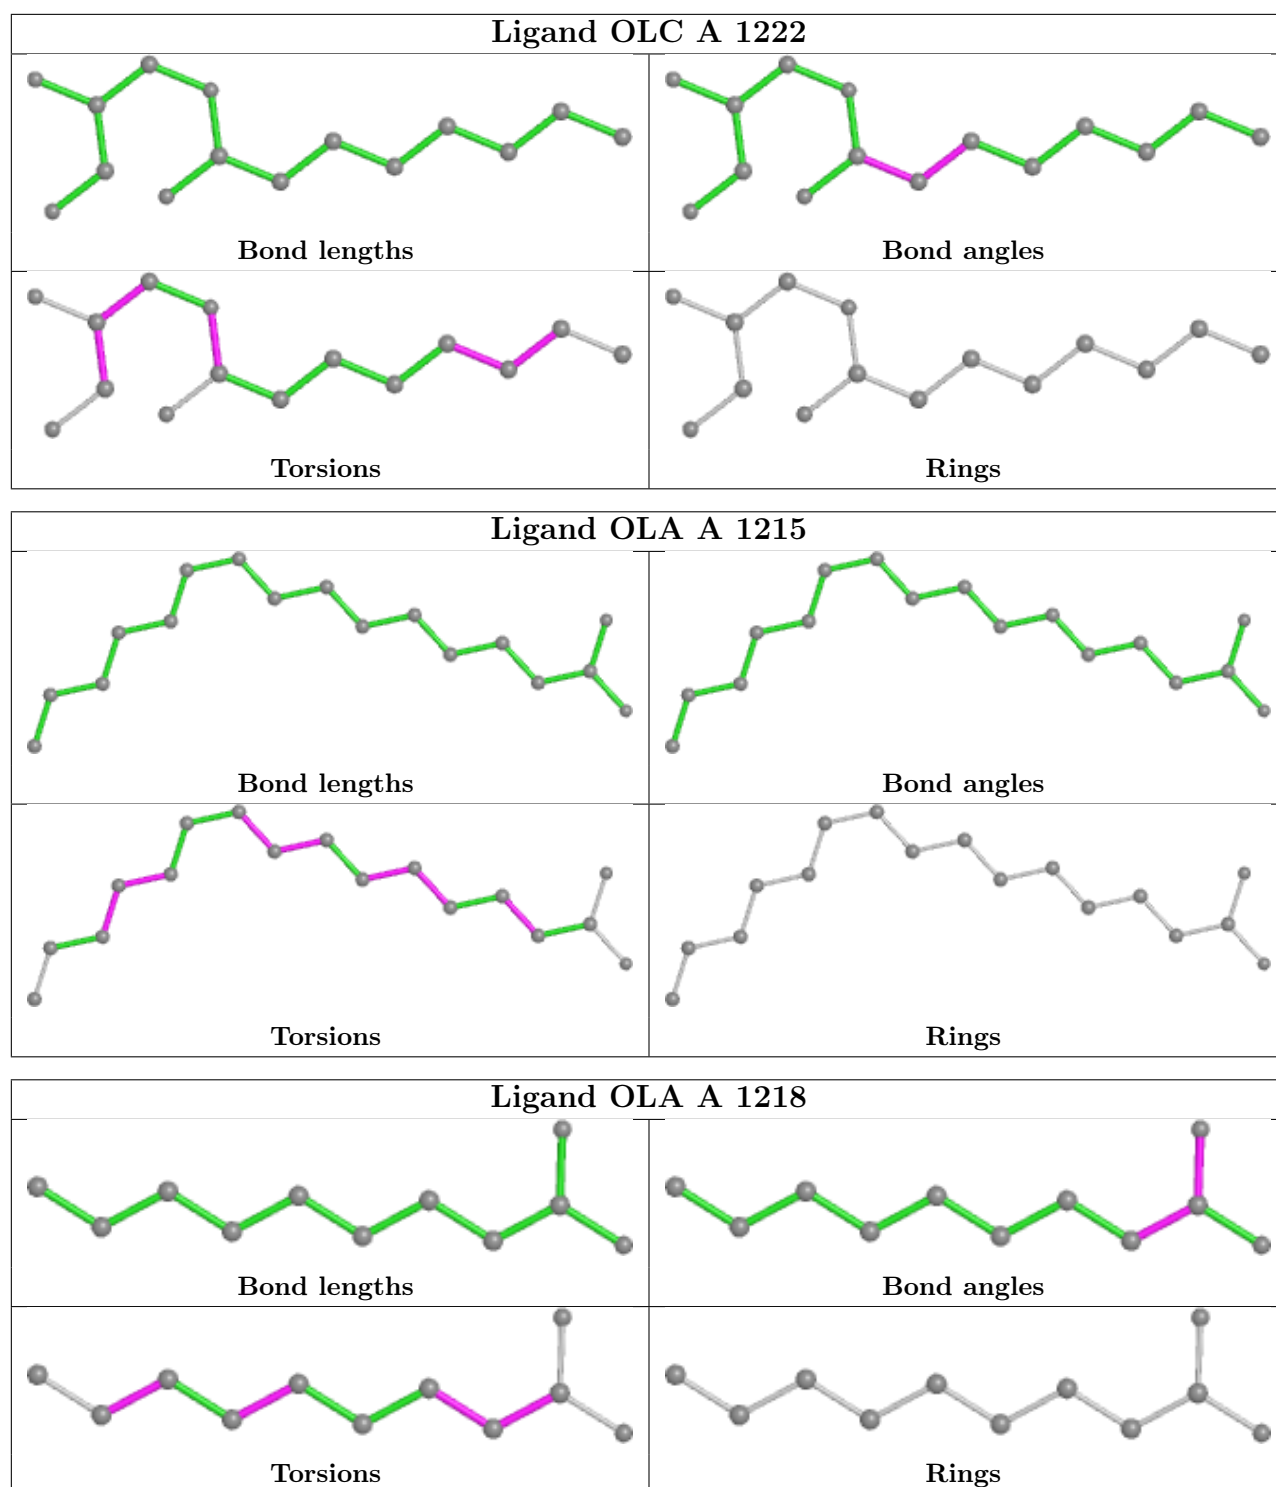 Ligand OLC A 1222
Bond lengths
Bond angles
Torsions
Rings
Ligand OLA A 1215
Bond lengths
Bond angles
Torsions
Rings
Ligand OLA A 1218
Bond lengths
Bond angles
Torsions
Rings